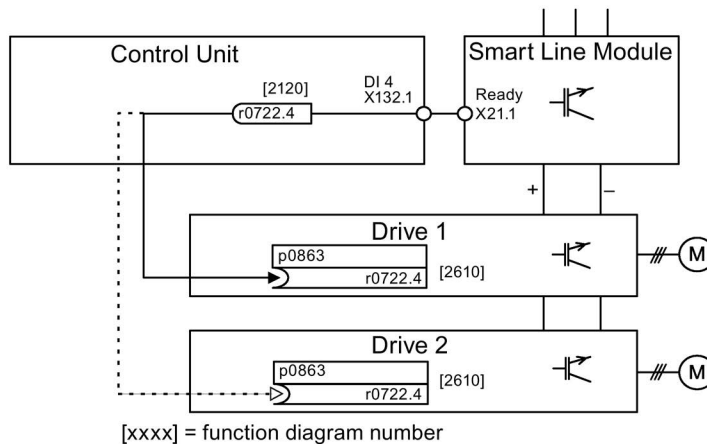 Control Unit
Smart Line Module
[2120]
DI 4
X132.1
r0722.4
Ready
X21.1
+
–
Drive 1
p0863
r0722.4
[2610]
M
Drive 2
p0863
r0722.4
[2610]
M
[xxxx] = function diagram number